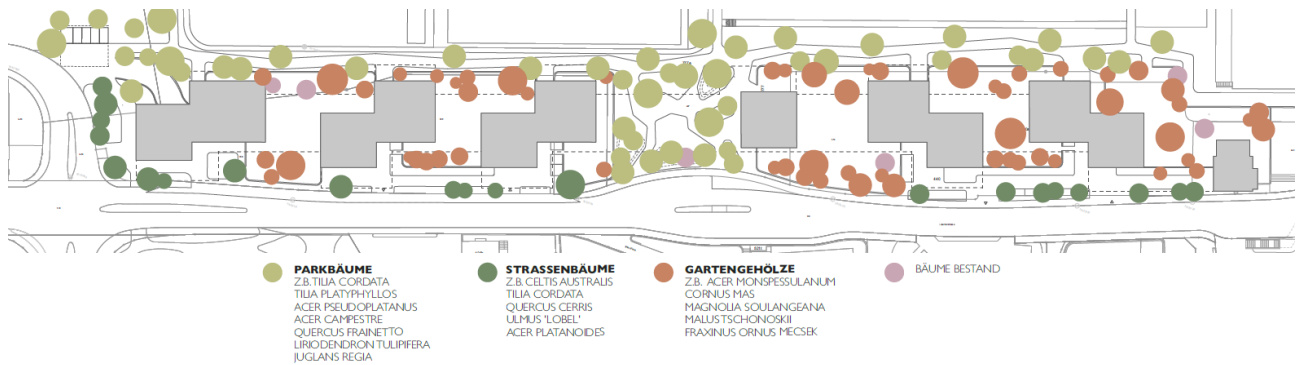 PARKBÄUME
Z.B. TILIA CORDATA
TILIA PLATYPHYLLOS
ACER PSEUDOPLATANUS
ACER CAMPESTRE
QUERCUS FRAINETTO
LIRIODENDRON TULIPIFERA
JUGLANS REGIA
STRASSENBÄUME
Z.B. CELTIS AUSTRALIS
TILIA CORDATA
QUERCUS CERRIS
ULMUS 'LOBEL'
ACER PLATANOIDES
GARTENGEHÖLZE
Z.B. ACER MONSPESSULANUM
CORNUS MAS
MAGNOLIA SOULANGEANA
MALUS TSCHONOSKII
FRAXINUS ORNUS MECSEK
BÄUME BESTAND